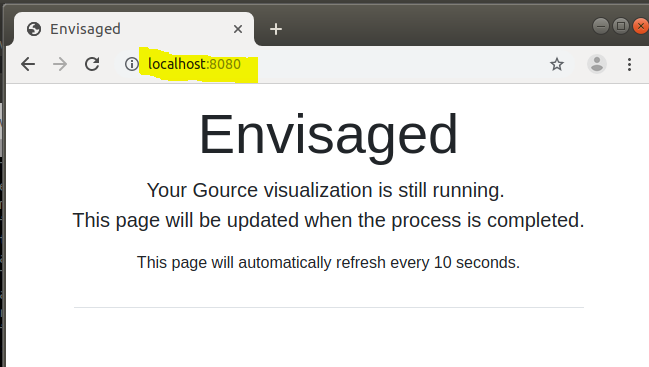 Envisaged
localhost:8080
Envisaged
Your Gource visualization is still running.
This page will be updated when the process is completed.
This page will automatically refresh every 10 seconds.